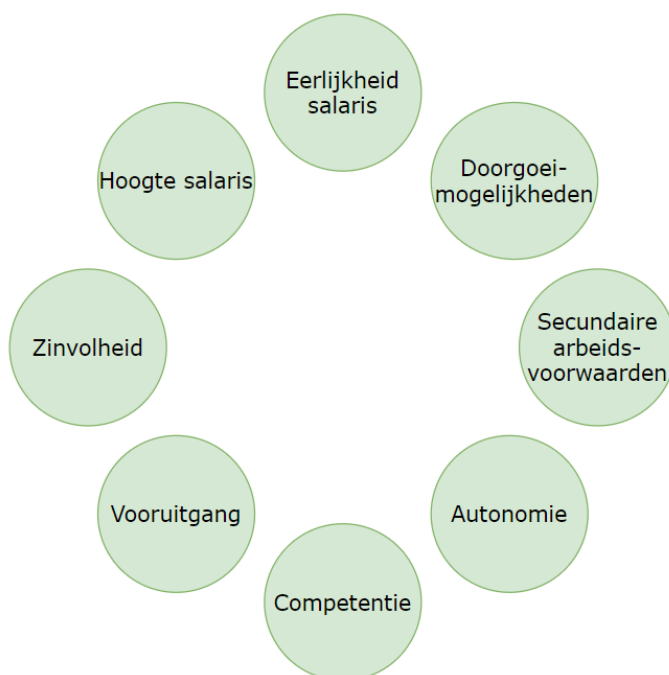 Eerlijkheid
salaris
Hoogte salaris
Doorgoei-
mogelijkheden
Zinvolheid
Secundaire
arbeids-
voorwaarden
Vooruitgang
Autonomie
Competentie